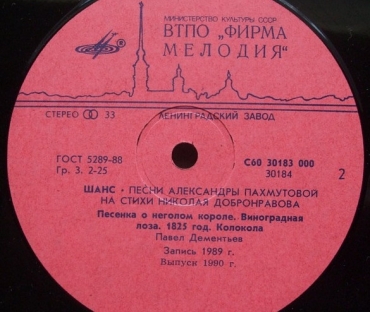 МИНИСТЕРСТВО КУЛЬТУРЫ СССР
ВТПО „ФИРМА
МЕЛОДИЯ"
СТЕРЕО 33
ЛЕНИНГРАДСКИЙ ЗАВОД
ГОСТ 5289-88
Гр. 3. 2-25
С60 30183 000
30184
2
ШАНС · ПЕСНИ АЛЕКСАНДРЫ ПАХМУТОВОЙ
НА СТИХИ НИКОЛАЯ ДОБРОНРАВОВА
Песенка о неголом короле. Виноградная
лоза. 1825 год. Колокола
Павел Дементьев
Запись 1989 г.
Выпуск 1990 г.